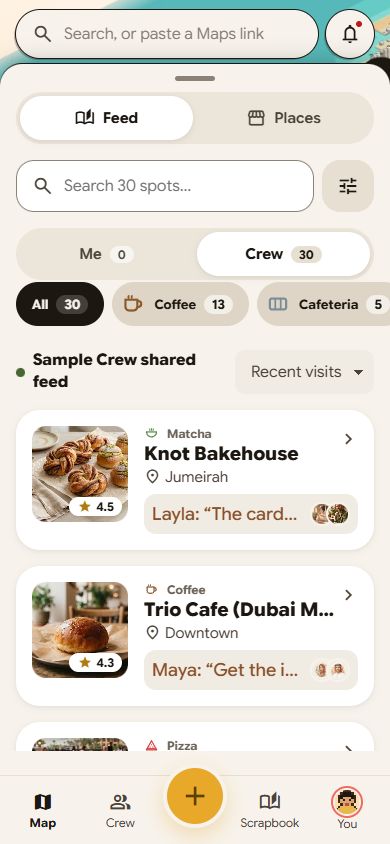 Search, or paste a Maps link
Feed
Places
Search 30 spots...
Me 0
Crew 30
All 30
Coffee 13
Cafeteria 5
Sample Crew shared
feed
Recent visits
Matcha
Knot Bakehouse
Jumeirah
4.5
Layla: “The card...
Coffee
Trio Cafe (Dubai M...
Downtown
4.3
Maya: “Get the i...
Pizza
Map
Crew
Scrapbook
You